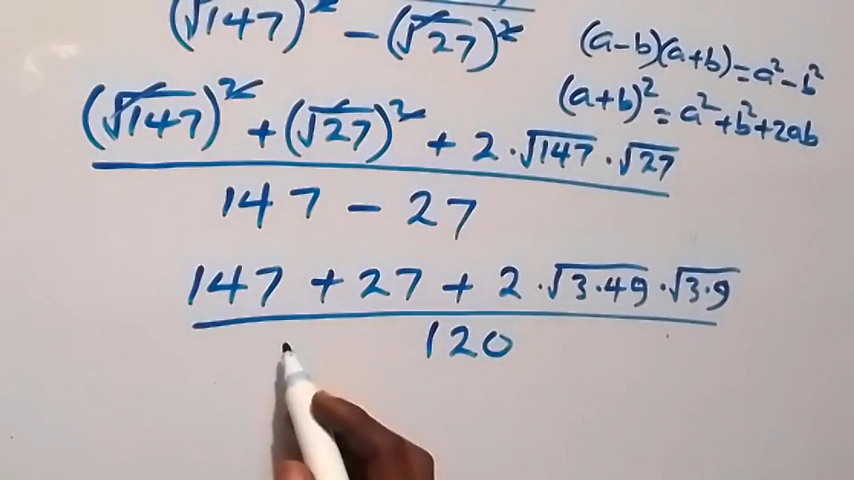 (√147)² − (√27)²
(a-b)(a+b)=a²-b²
(a+b)²=a²+b²+2ab
(√147)² + (√27)² + 2·√147·√27
147 − 27
147 + 27 + 2·√3·49·√3·9
120